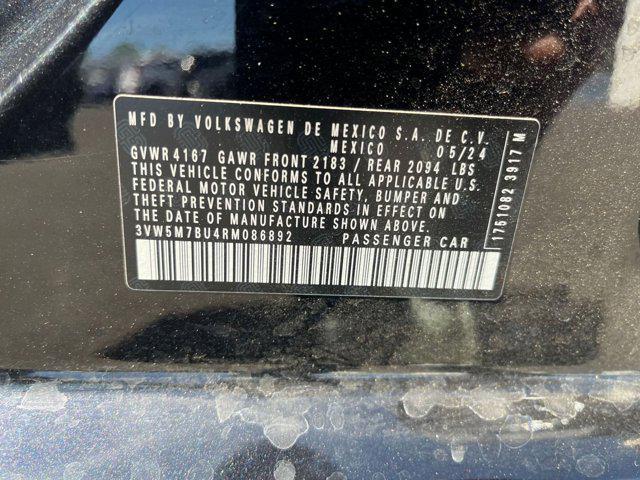 MFD BY VOLKSWAGEN DE MEXICO S.A. DE C.V.
MEXICO 05/24
GVWR 4167 GAWR FRONT 2183 / REAR 2094 LBS
THIS VEHICLE CONFORMS TO ALL APPLICABLE U.S.
FEDERAL MOTOR VEHICLE SAFETY, BUMPER AND
THEFT PREVENTION STANDARDS IN EFFECT ON
THE DATE OF MANUFACTURE SHOWN ABOVE.
3VW5M7BU4RM086892 PASSENGER CAR
1751082 3917 M